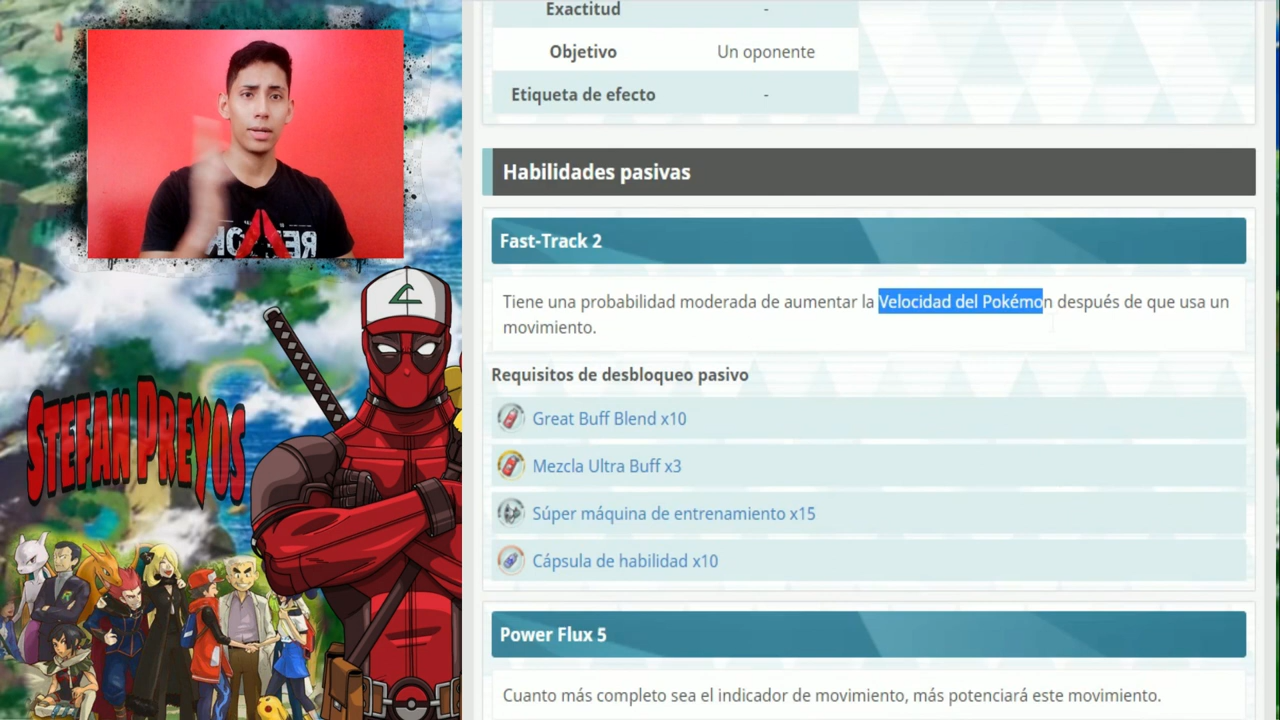 Exactitud -
Objetivo Un oponente
Etiqueta de efecto -
Habilidades pasivas
Fast-Track 2
Tiene una probabilidad moderada de aumentar la Velocidad del Pokémon después de que usa un
movimiento.
Requisitos de desbloqueo pasivo
Great Buff Blend x10
Mezcla Ultra Buff x3
Súper máquina de entrenamiento x15
Cápsula de habilidad x10
Power Flux 5
Cuanto más completo sea el indicador de movimiento, más potenciará este movimiento.
STEFAN PREYOS